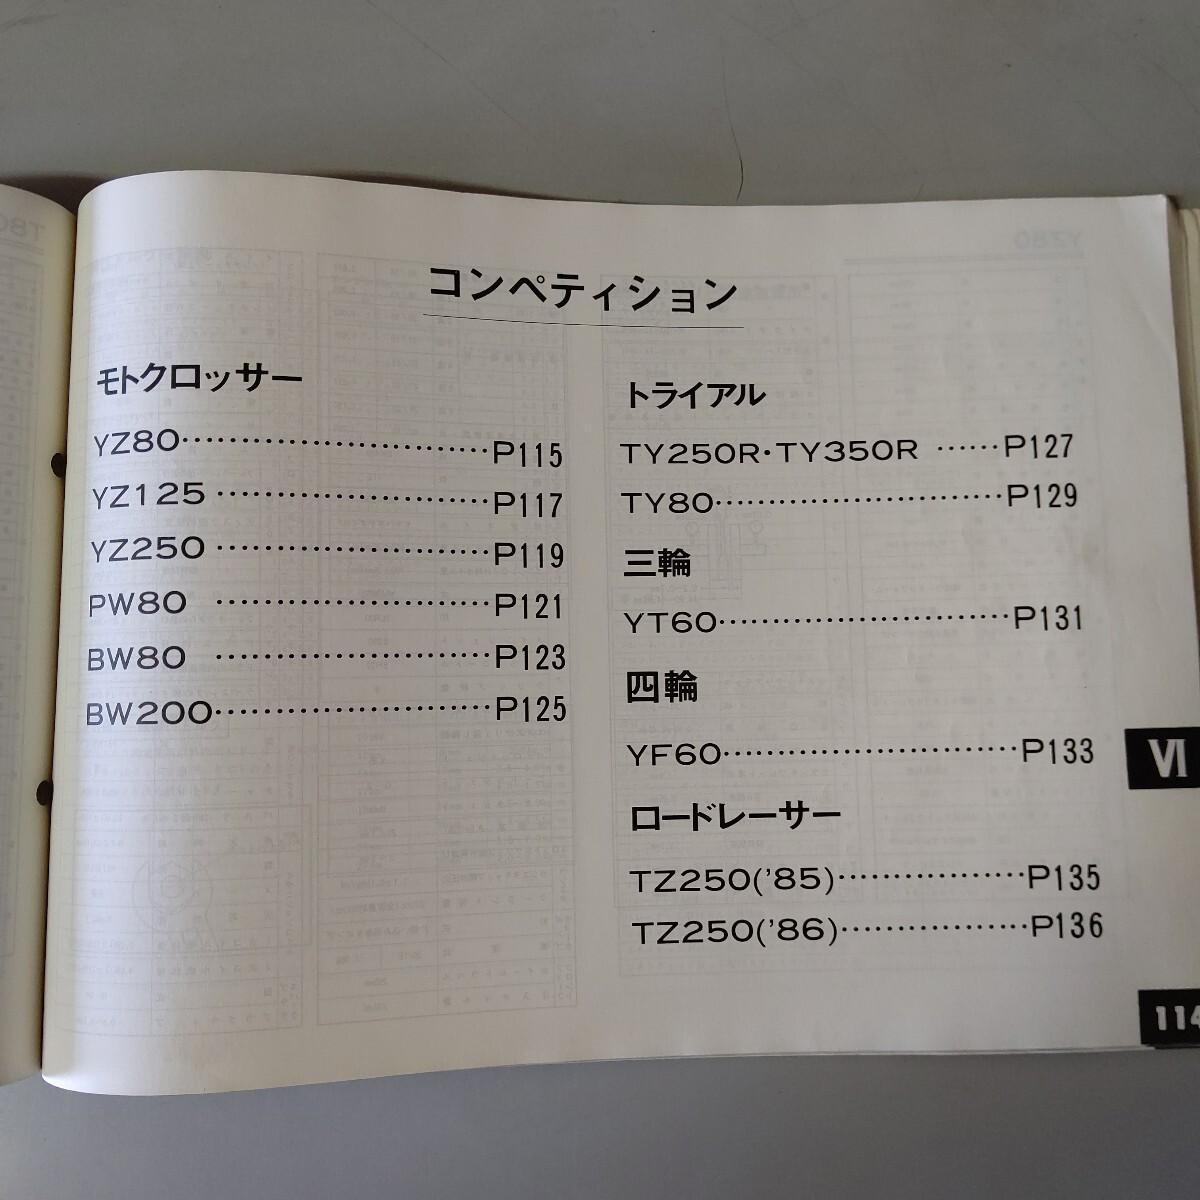 コンペティション
モトクロッサー
YZ80……………………………P115
YZ125…………………………P117
YZ250…………………………P119
PW80…………………………P121
BW80…………………………P123
BW200…………………………P125
トライアル
TY250R・TY350R……P127
TY80…………………………P129
三輪
YT60…………………………P131
四輪
YF60…………………………P133
ロードレーサー
TZ250('85)………………P135
TZ250('86)………………P136
VI
114
YZ80